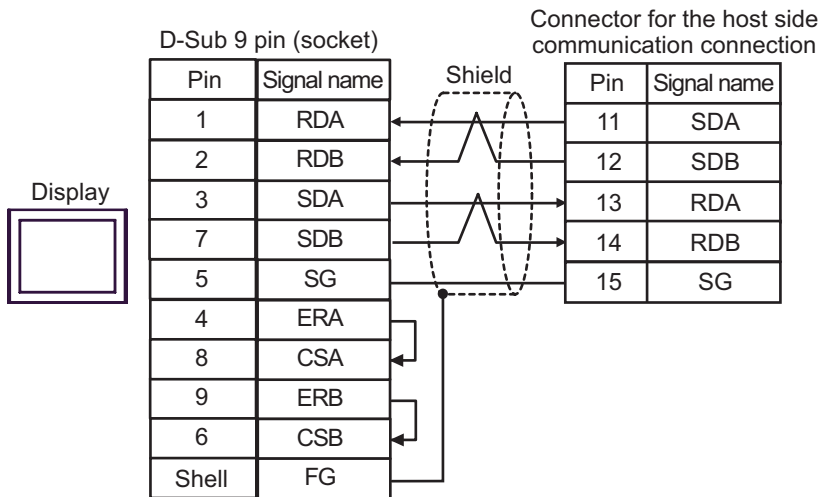 Connector for the host side
communication connection
D-Sub 9 pin (socket)
Shield
Display
Pin Signal name
1 RDA
2 RDB
3 SDA
7 SDB
5 SG
4 ERA
8 CSA
9 ERB
6 CSB
Shell FG
Pin Signal name
11 SDA
12 SDB
13 RDA
14 RDB
15 SG